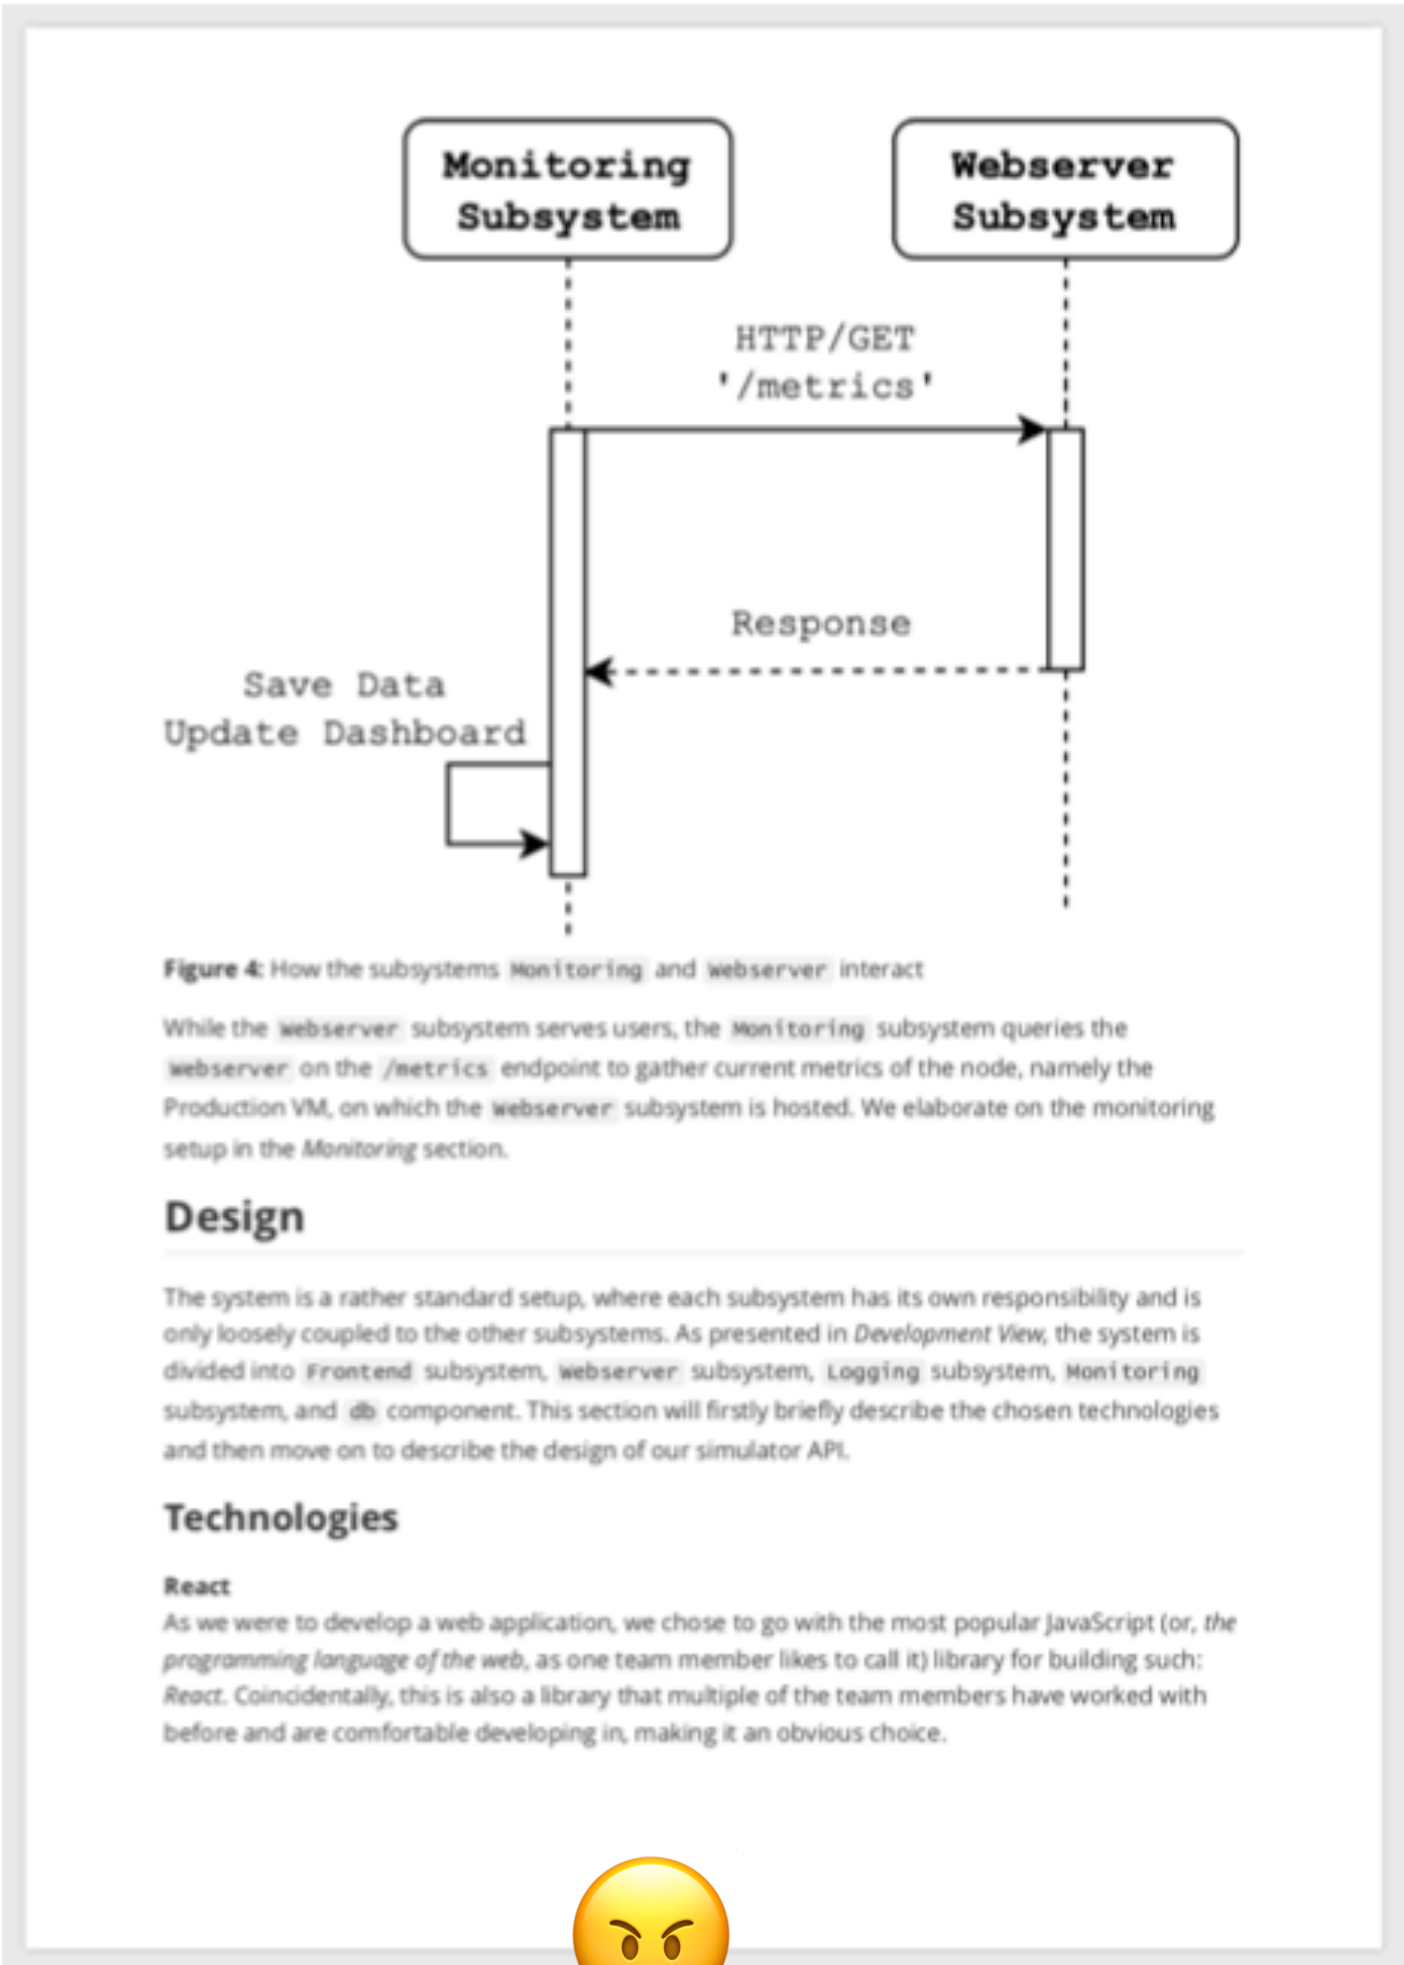 Monitoring
Subsystem
Webserver
Subsystem
HTTP/GET
'/metrics'
Response
Save Data
Update Dashboard
Figure 4: How the subsystems Monitoring and Webserver interact
While the Webserver subsystem serves users, the Monitoring subsystem queries the
Webserver on the /metrics endpoint to gather current metrics of the node, namely the
Production VM, on which the Webserver subsystem is hosted. We elaborate on the monitoring
setup in the Monitoring section.
Design
The system is a rather standard setup, where each subsystem has its own responsibility and is
only loosely coupled to the other subsystems. As presented in Development View, the system is
divided into Frontend subsystem, Webserver subsystem, Logging subsystem, Monitoring
subsystem, and db component. This section will firstly briefly describe the chosen technologies
and then move on to describe the design of our simulator API.
Technologies
React
As we were to develop a web application, we chose to go with the most popular JavaScript (or, the
programming language of the web, as one team member likes to call it) library for building such:
React. Coincidentally, this is also a library that multiple of the team members have worked with
before and are comfortable developing in, making it an obvious choice.